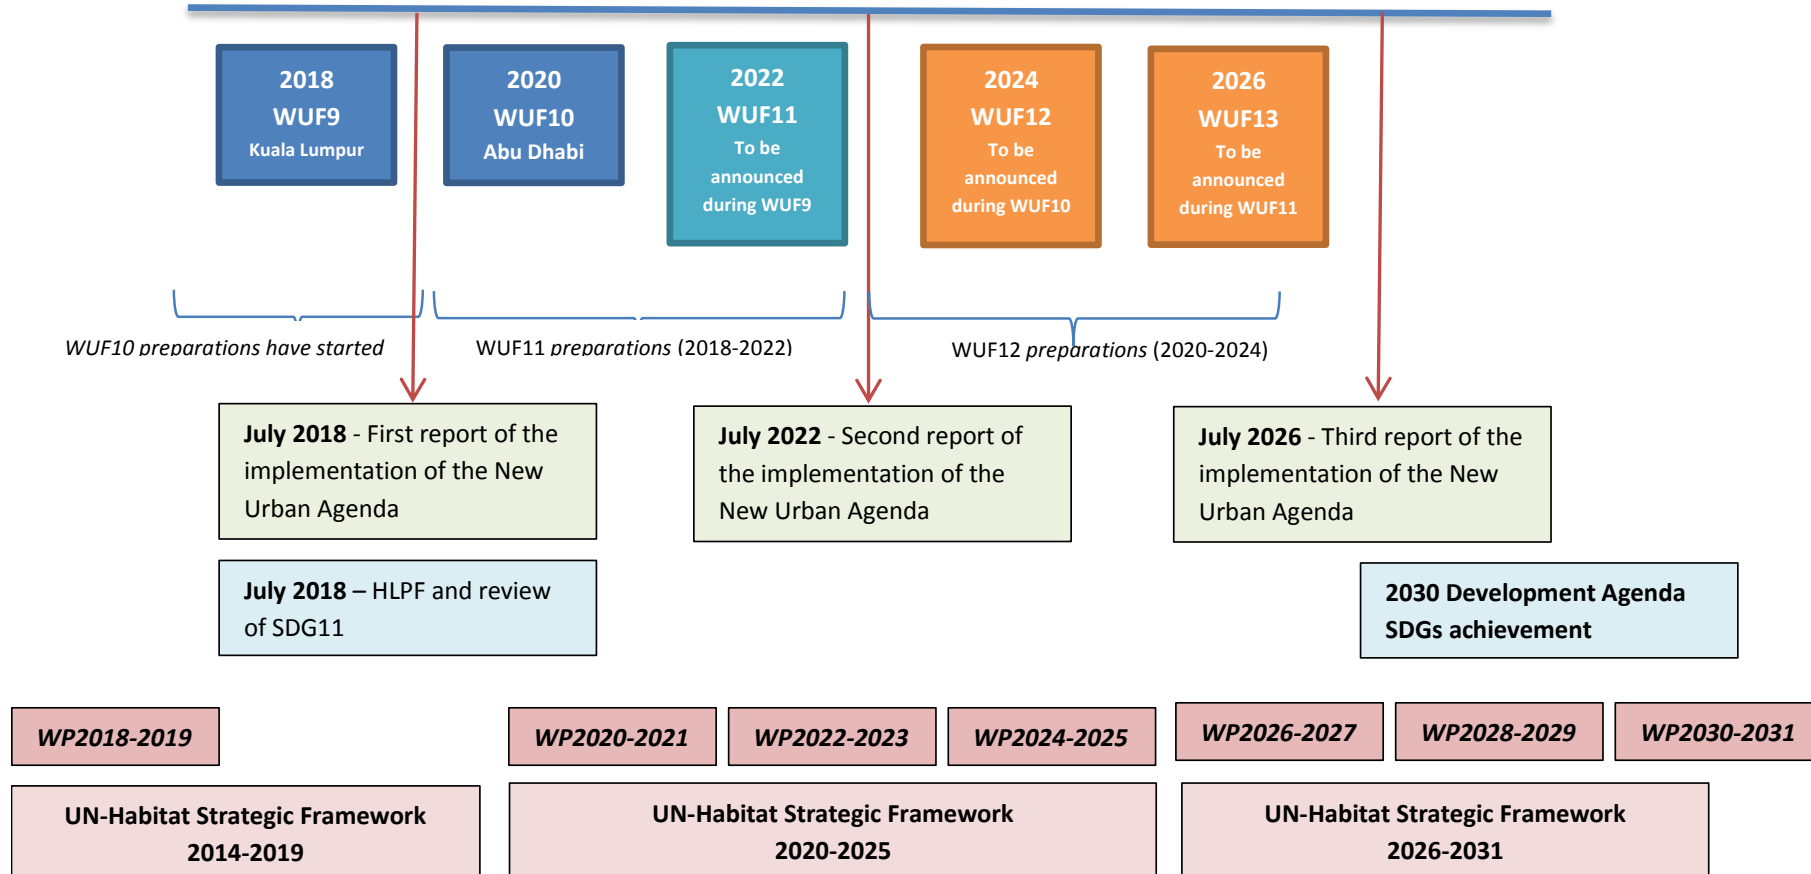 2018
WUF9
Kuala Lumpur
2020
WUF10
Abu Dhabi
2022
WUF11
To be
announced
during WUF9
2024
WUF12
To be
announced
during WUF10
2026
WUF13
To be
announced
during WUF11
WUF10 preparations have started
WUF11 preparations (2018-2022)
WUF12 preparations (2020-2024)
July 2018 - First report of the
implementation of the New
Urban Agenda
July 2022 - Second report of
the implementation of the
New Urban Agenda
July 2026 - Third report of the
implementation of the New
Urban Agenda
July 2018 – HLPF and review
of SDG11
2030 Development Agenda
SDGs achievement
WP2018-2019
WP2020-2021
WP2022-2023
WP2024-2025
WP2026-2027
WP2028-2029
WP2030-2031
UN-Habitat Strategic Framework
2014-2019
UN-Habitat Strategic Framework
2020-2025
UN-Habitat Strategic Framework
2026-2031